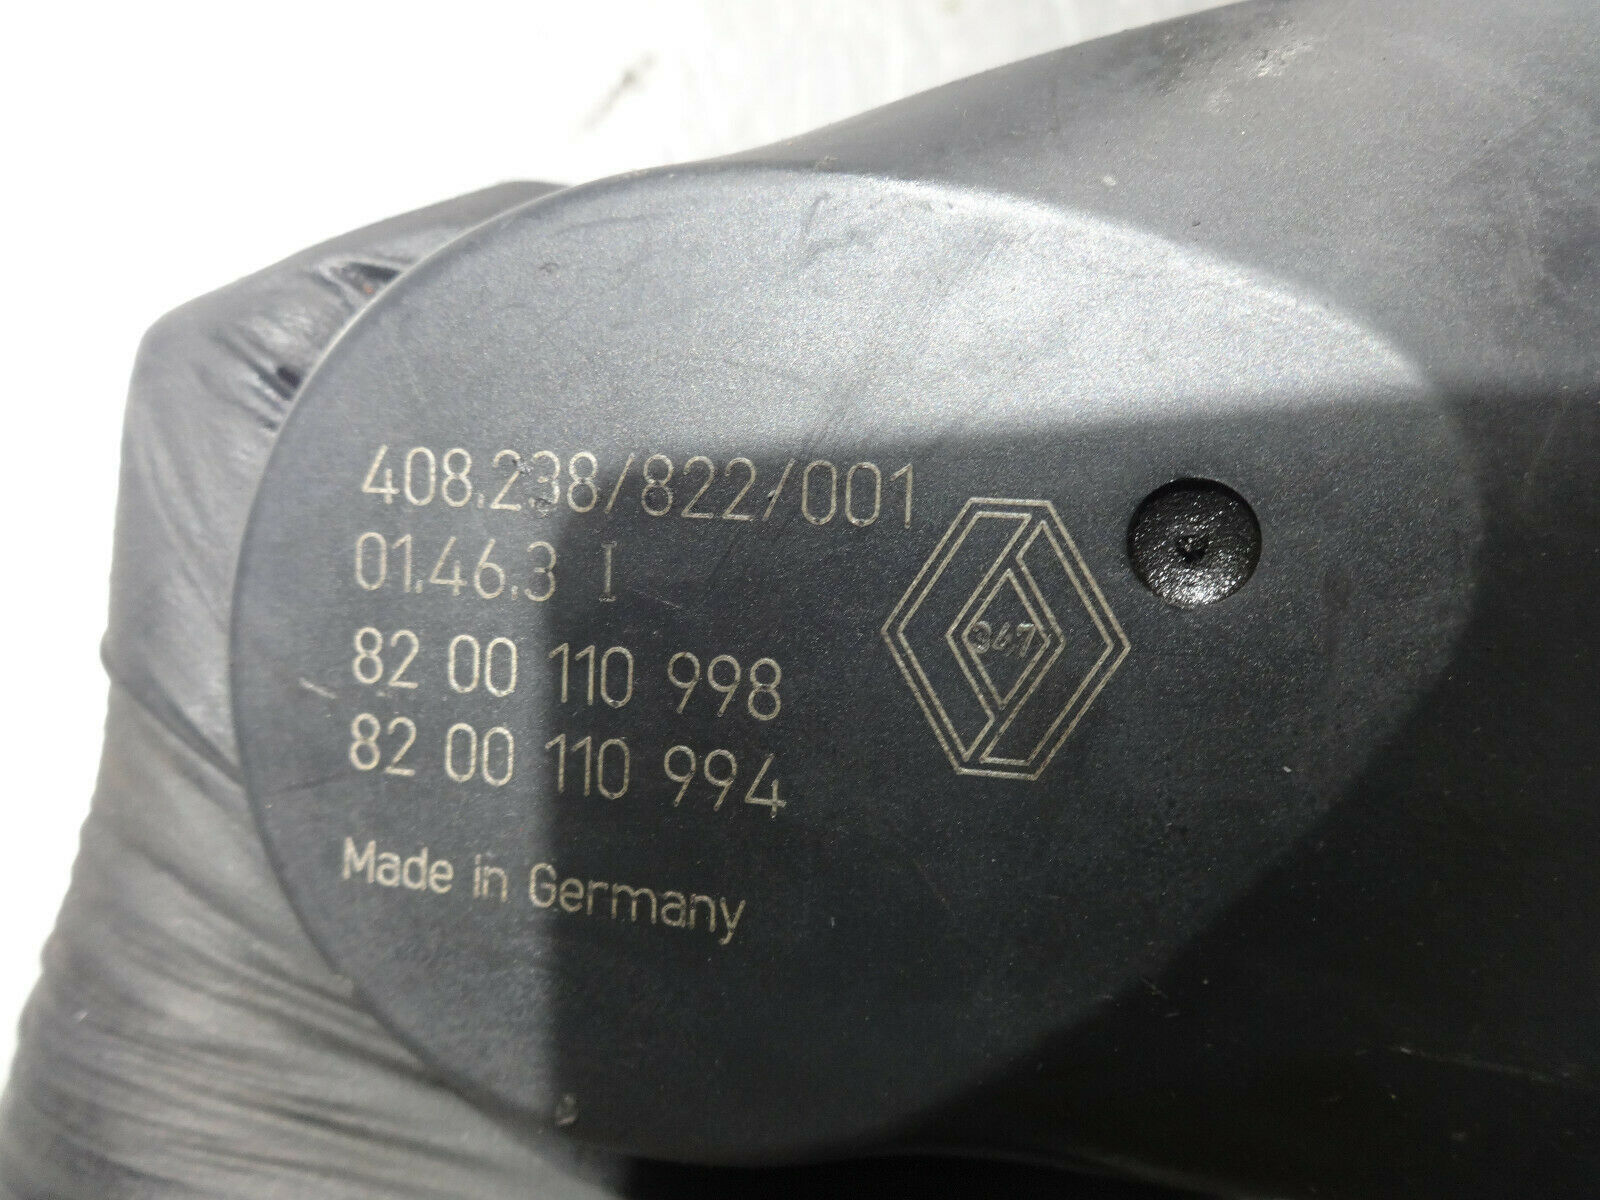 408.238/822/001
01.46.3 I
82 00 110 998
82 00 110 994
Made in Germany